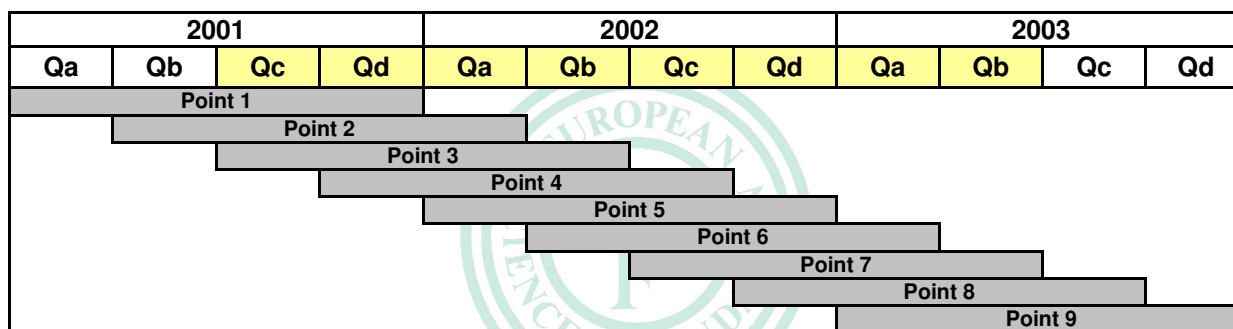 2001 2002 2003
Qa Qb Qc Qd Qa Qb Qc Qd Qa Qb Qc Qd
Point 1
Point 2
Point 3
Point 4
Point 5
Point 6
Point 7
Point 8
Point 9
EUROPEAN